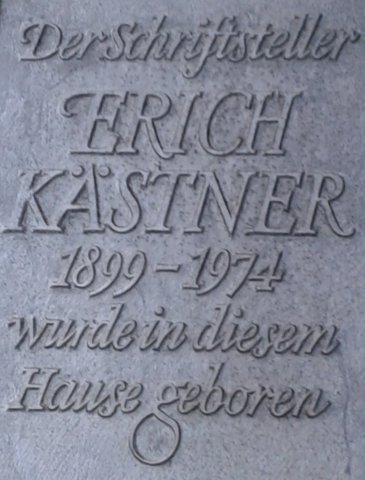 Der Schriftsteller
ERICH
KÄSTNER
1899 - 1974
wurde in diesem
Hause geboren